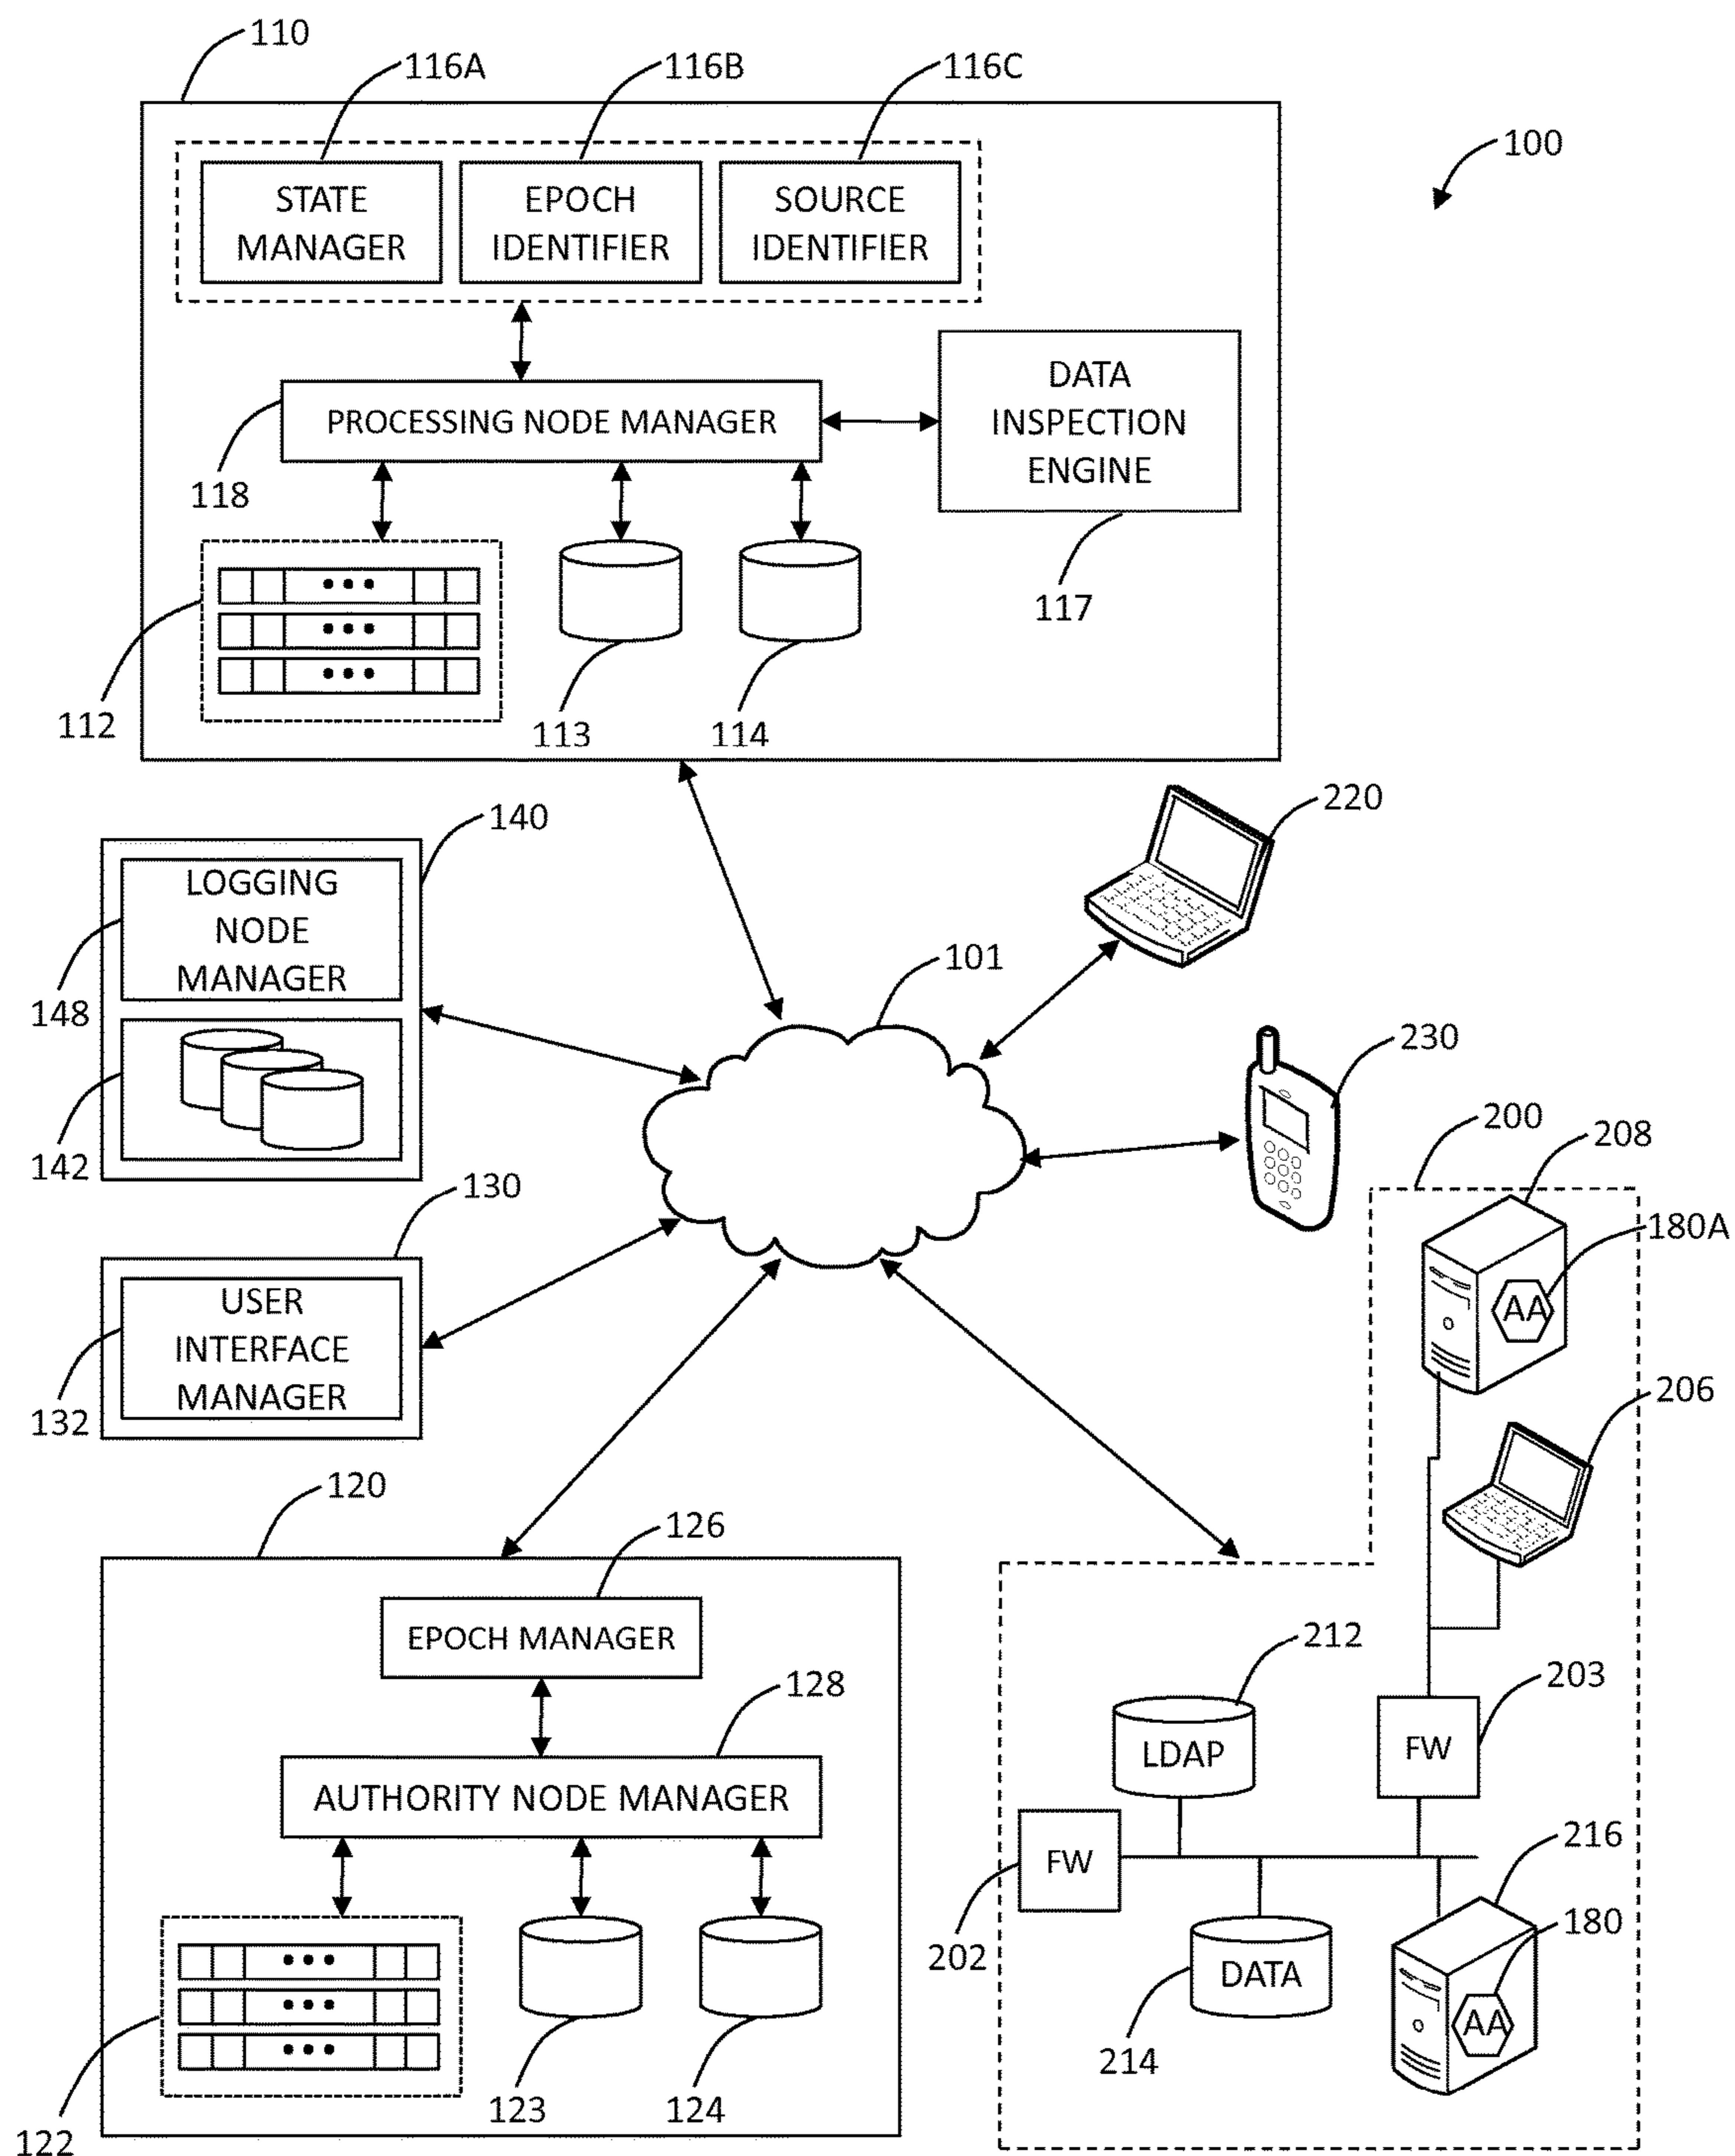 110
116A
116B
116C
100
STATE
MANAGER
EPOCH
IDENTIFIER
SOURCE
IDENTIFIER
PROCESSING NODE MANAGER
DATA
INSPECTION
ENGINE
118
112
113
114
117
140
220
LOGGING
NODE
MANAGER
148
101
142
230
200
208
180A
AA
130
USER
INTERFACE
MANAGER
132
206
120
126
EPOCH MANAGER
128
AUTHORITY NODE MANAGER
122
123
124
212
LDAP
203
FW
FW
202
216
180
AA
DATA
214